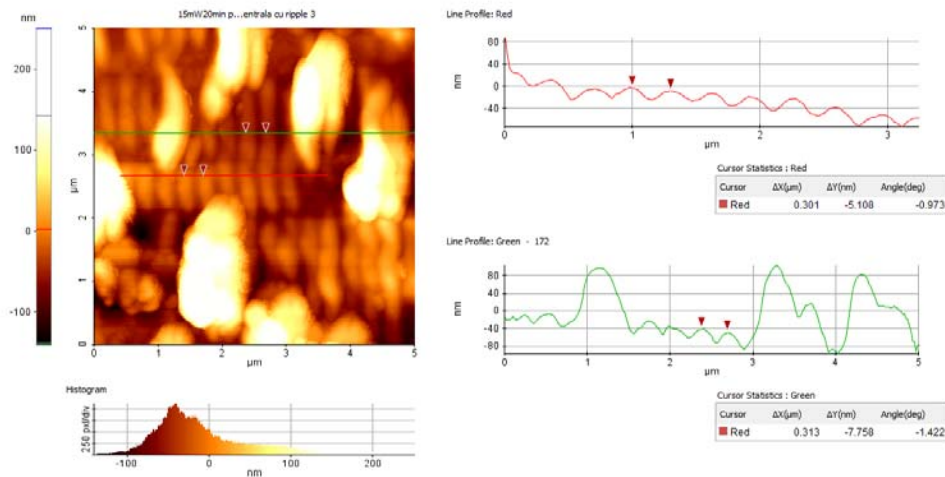 15mW20min p...entrala cu ripple 3
nm
200
100
0
-100
5
4
3
2
1
0
µm
0 1 2 3 4 5
µm
Histogram
250 pxl/div
-100 0 100 200
nm
Line Profile: Red
80
40
0
-40
nm
0 1 2 3
µm
Cursor Statistics : Red
Cursor ΔX(µm) ΔY(nm) Angle(deg)
Red 0.301 -5.108 -0.973
Line Profile: Green - 172
80
40
0
-40
-80
nm
0 1 2 3 4 5
µm
Cursor Statistics : Green
Cursor ΔX(µm) ΔY(nm) Angle(deg)
Red 0.313 -7.758 -1.422